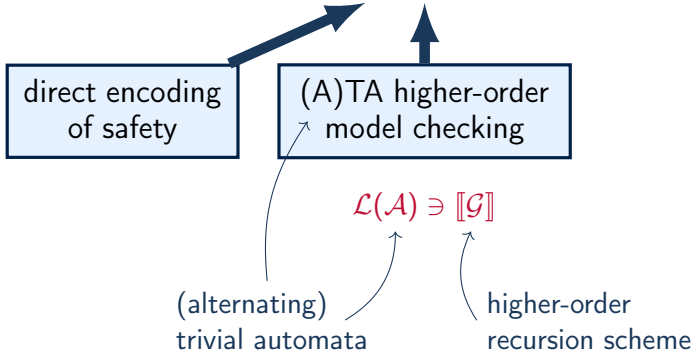 direct encoding
of safety
(A)TA higher-order
model checking
ℒ(𝒜) ∋ ⟦𝒢⟧
(alternating)
trivial automata
higher-order
recursion scheme